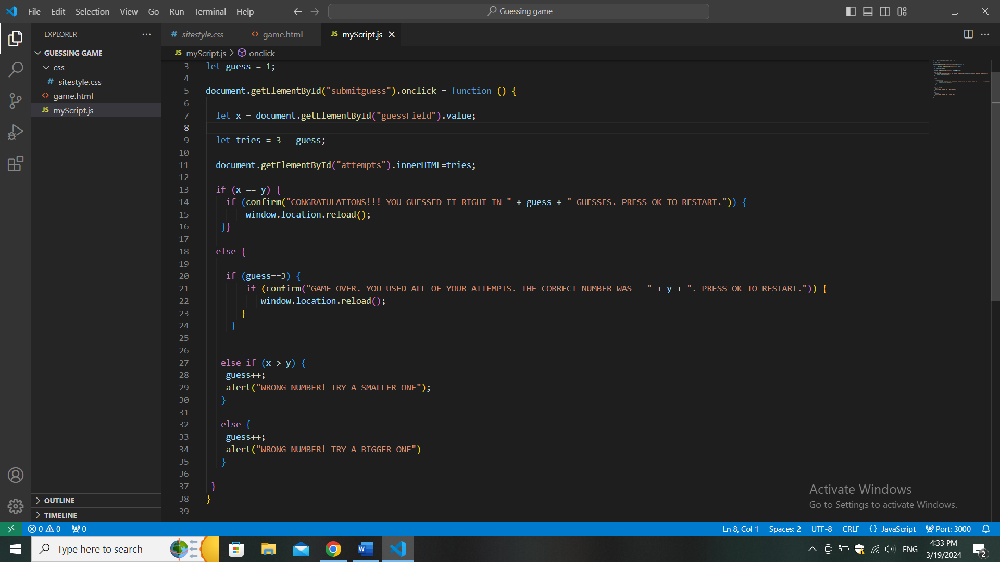 File Edit Selection View Go Run Terminal Help
Guessing game
EXPLORER
GUESSING GAME
css
# sitestyle.css
<> game.html
JS myScript.js
OUTLINE
TIMELINE
# sitestyle.css
<> game.html
JS myScript.js
JS myScript.js > onclick
3 let guess = 1;
4
5 document.getElementById("submitguess").onclick = function () {
6
7 let x = document.getElementById("guessField").value;
8
9 let tries = 3 - guess;
10
11 document.getElementById("attempts").innerHTML=tries;
12
13 if (x == y) {
14 if (confirm("CONGRATULATIONS!!! YOU GUESSED IT RIGHT IN " + guess + " GUESSES. PRESS OK TO RESTART.")) {
15 window.location.reload();
16 }}
17
18 else {
19
20 if (guess==3) {
21 if (confirm("GAME OVER. YOU USED ALL OF YOUR ATTEMPTS. THE CORRECT NUMBER WAS - " + y + ". PRESS OK TO RESTART.")) {
22 window.location.reload();
23 }
24 }
25
26
27 else if (x > y) {
28 guess++;
29 alert("WRONG NUMBER! TRY A SMALLER ONE");
30 }
31
32 else {
33 guess++;
34 alert("WRONG NUMBER! TRY A BIGGER ONE")
35 }
36
37 }
38 }
39
Activate Windows
Go to Settings to activate Windows.
0 0 0
Ln 8, Col 1 Spaces: 2 UTF-8 CRLF {} JavaScript Port: 3000
Type here to search
ENG
4:33 PM
3/19/2024
2